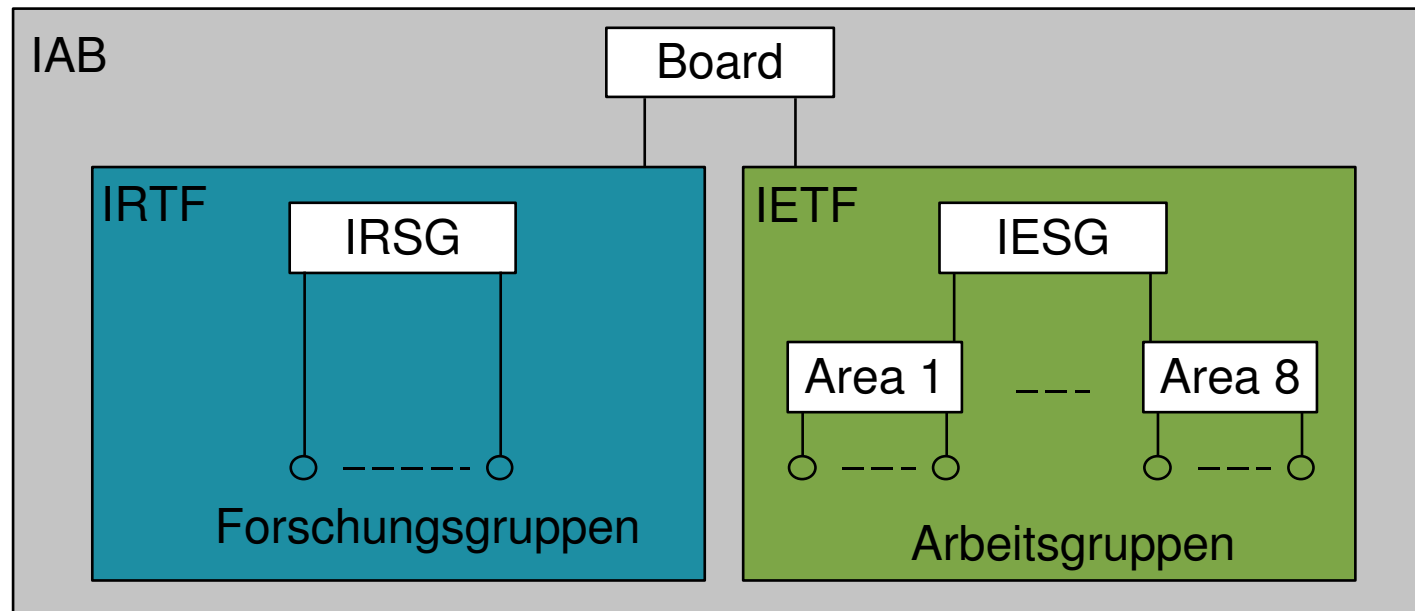 IAB
Board
IRTF
IRSG
Forschungsgruppen
IETF
IESG
Area 1
Area 8
Arbeitsgruppen